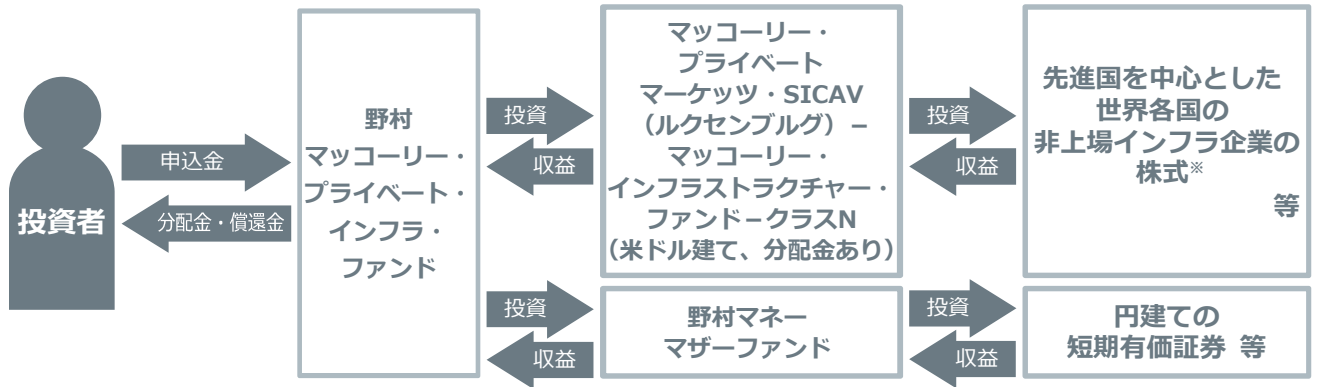 投資者
申込金
分配金・償還金
野村
マッコーリー・
プライベート・
インフラ・
ファンド
投資
収益
マッコーリー・
プライベート
マーケッツ・SICAV
（ルクセンブルグ）－
マッコーリー・
インフラストラクチャー・
ファンド－クラスN
（米ドル建て、分配金あり）
投資
収益
先進国を中心とした
世界各国の
非上場インフラ企業の
株式※
等
投資
収益
野村マネー
マザーファンド
投資
収益
円建ての
短期有価証券 等